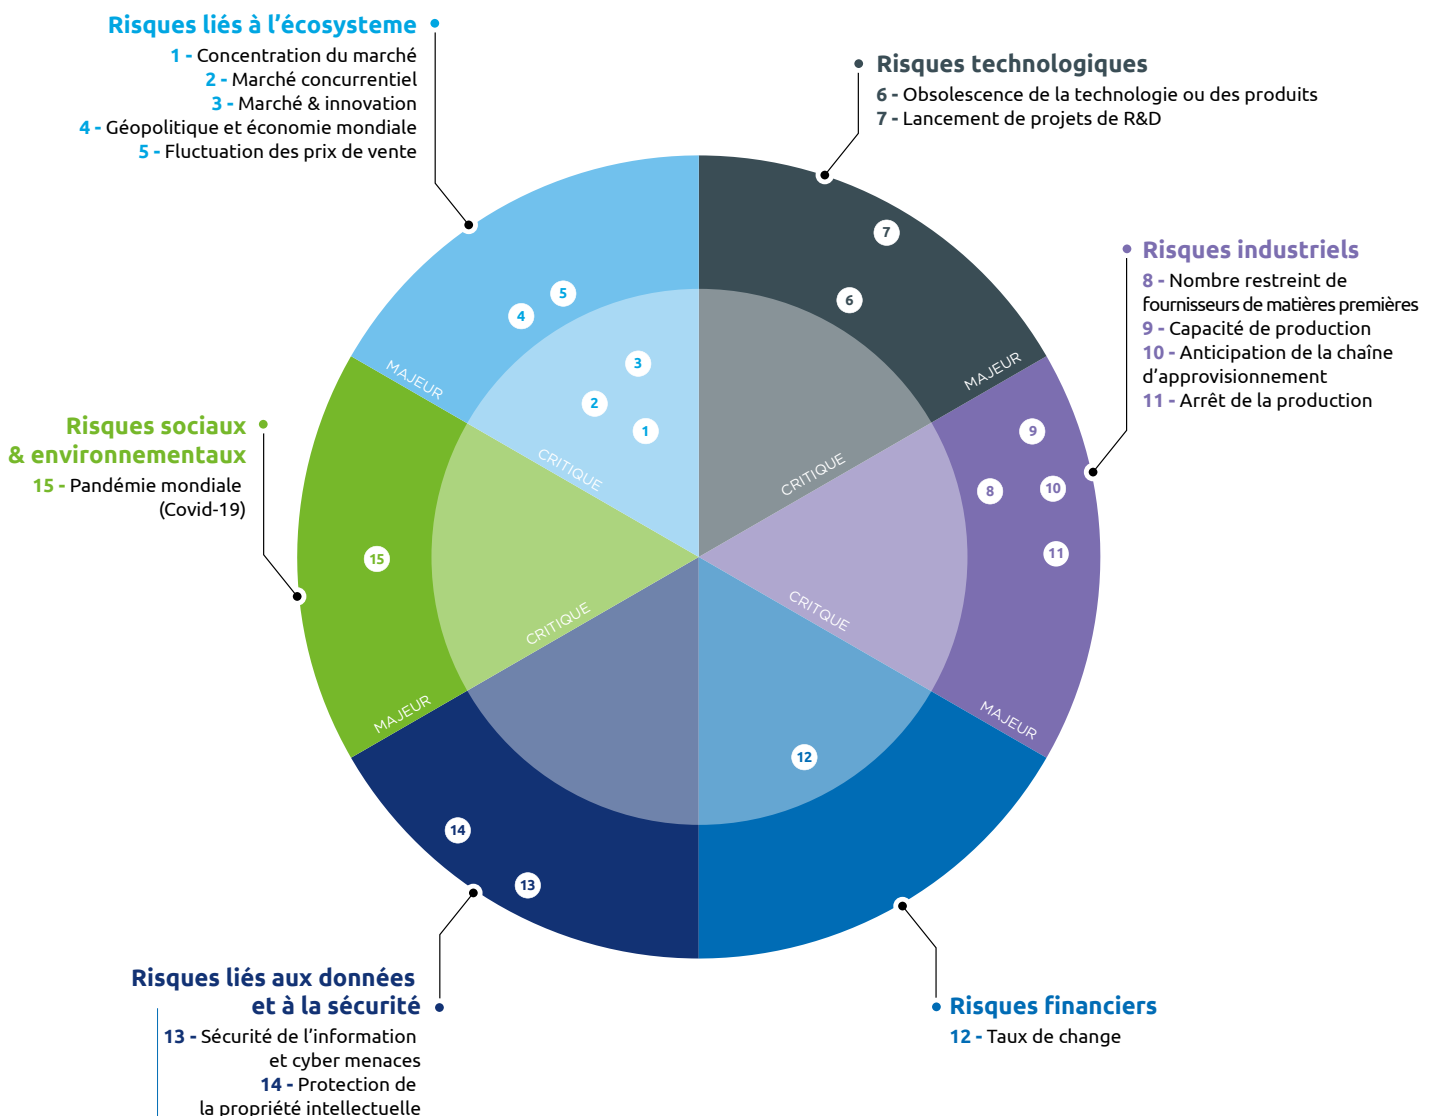 Risques liés à l’écosysteme
1 - Concentration du marché
2 - Marché concurrentiel
3 - Marché & innovation
4 - Géopolitique et économie mondiale
5 - Fluctuation des prix de vente
Risques technologiques
6 - Obsolescence de la technologie ou des produits
7 - Lancement de projets de R&D
Risques industriels
8 - Nombre restreint de
fournisseurs de matières premières
9 - Capacité de production
10 - Anticipation de la chaîne
d’approvisionnement
11 - Arrêt de la production
Risques sociaux
& environnementaux
15 - Pandémie mondiale
(Covid-19)
7
6
5
4
3
2
1
MAJEUR
CRITIQUE
MAJEUR
CRITIQUE
9
8
10
11
15
CRITIQUE
MAJEUR
CRITQUE
MAJEUR
12
14
13
Risques liés aux données
et à la sécurité
13 - Sécurité de l’information
et cyber menaces
14 - Protection de
la propriété intellectuelle
Risques financiers
12 - Taux de change